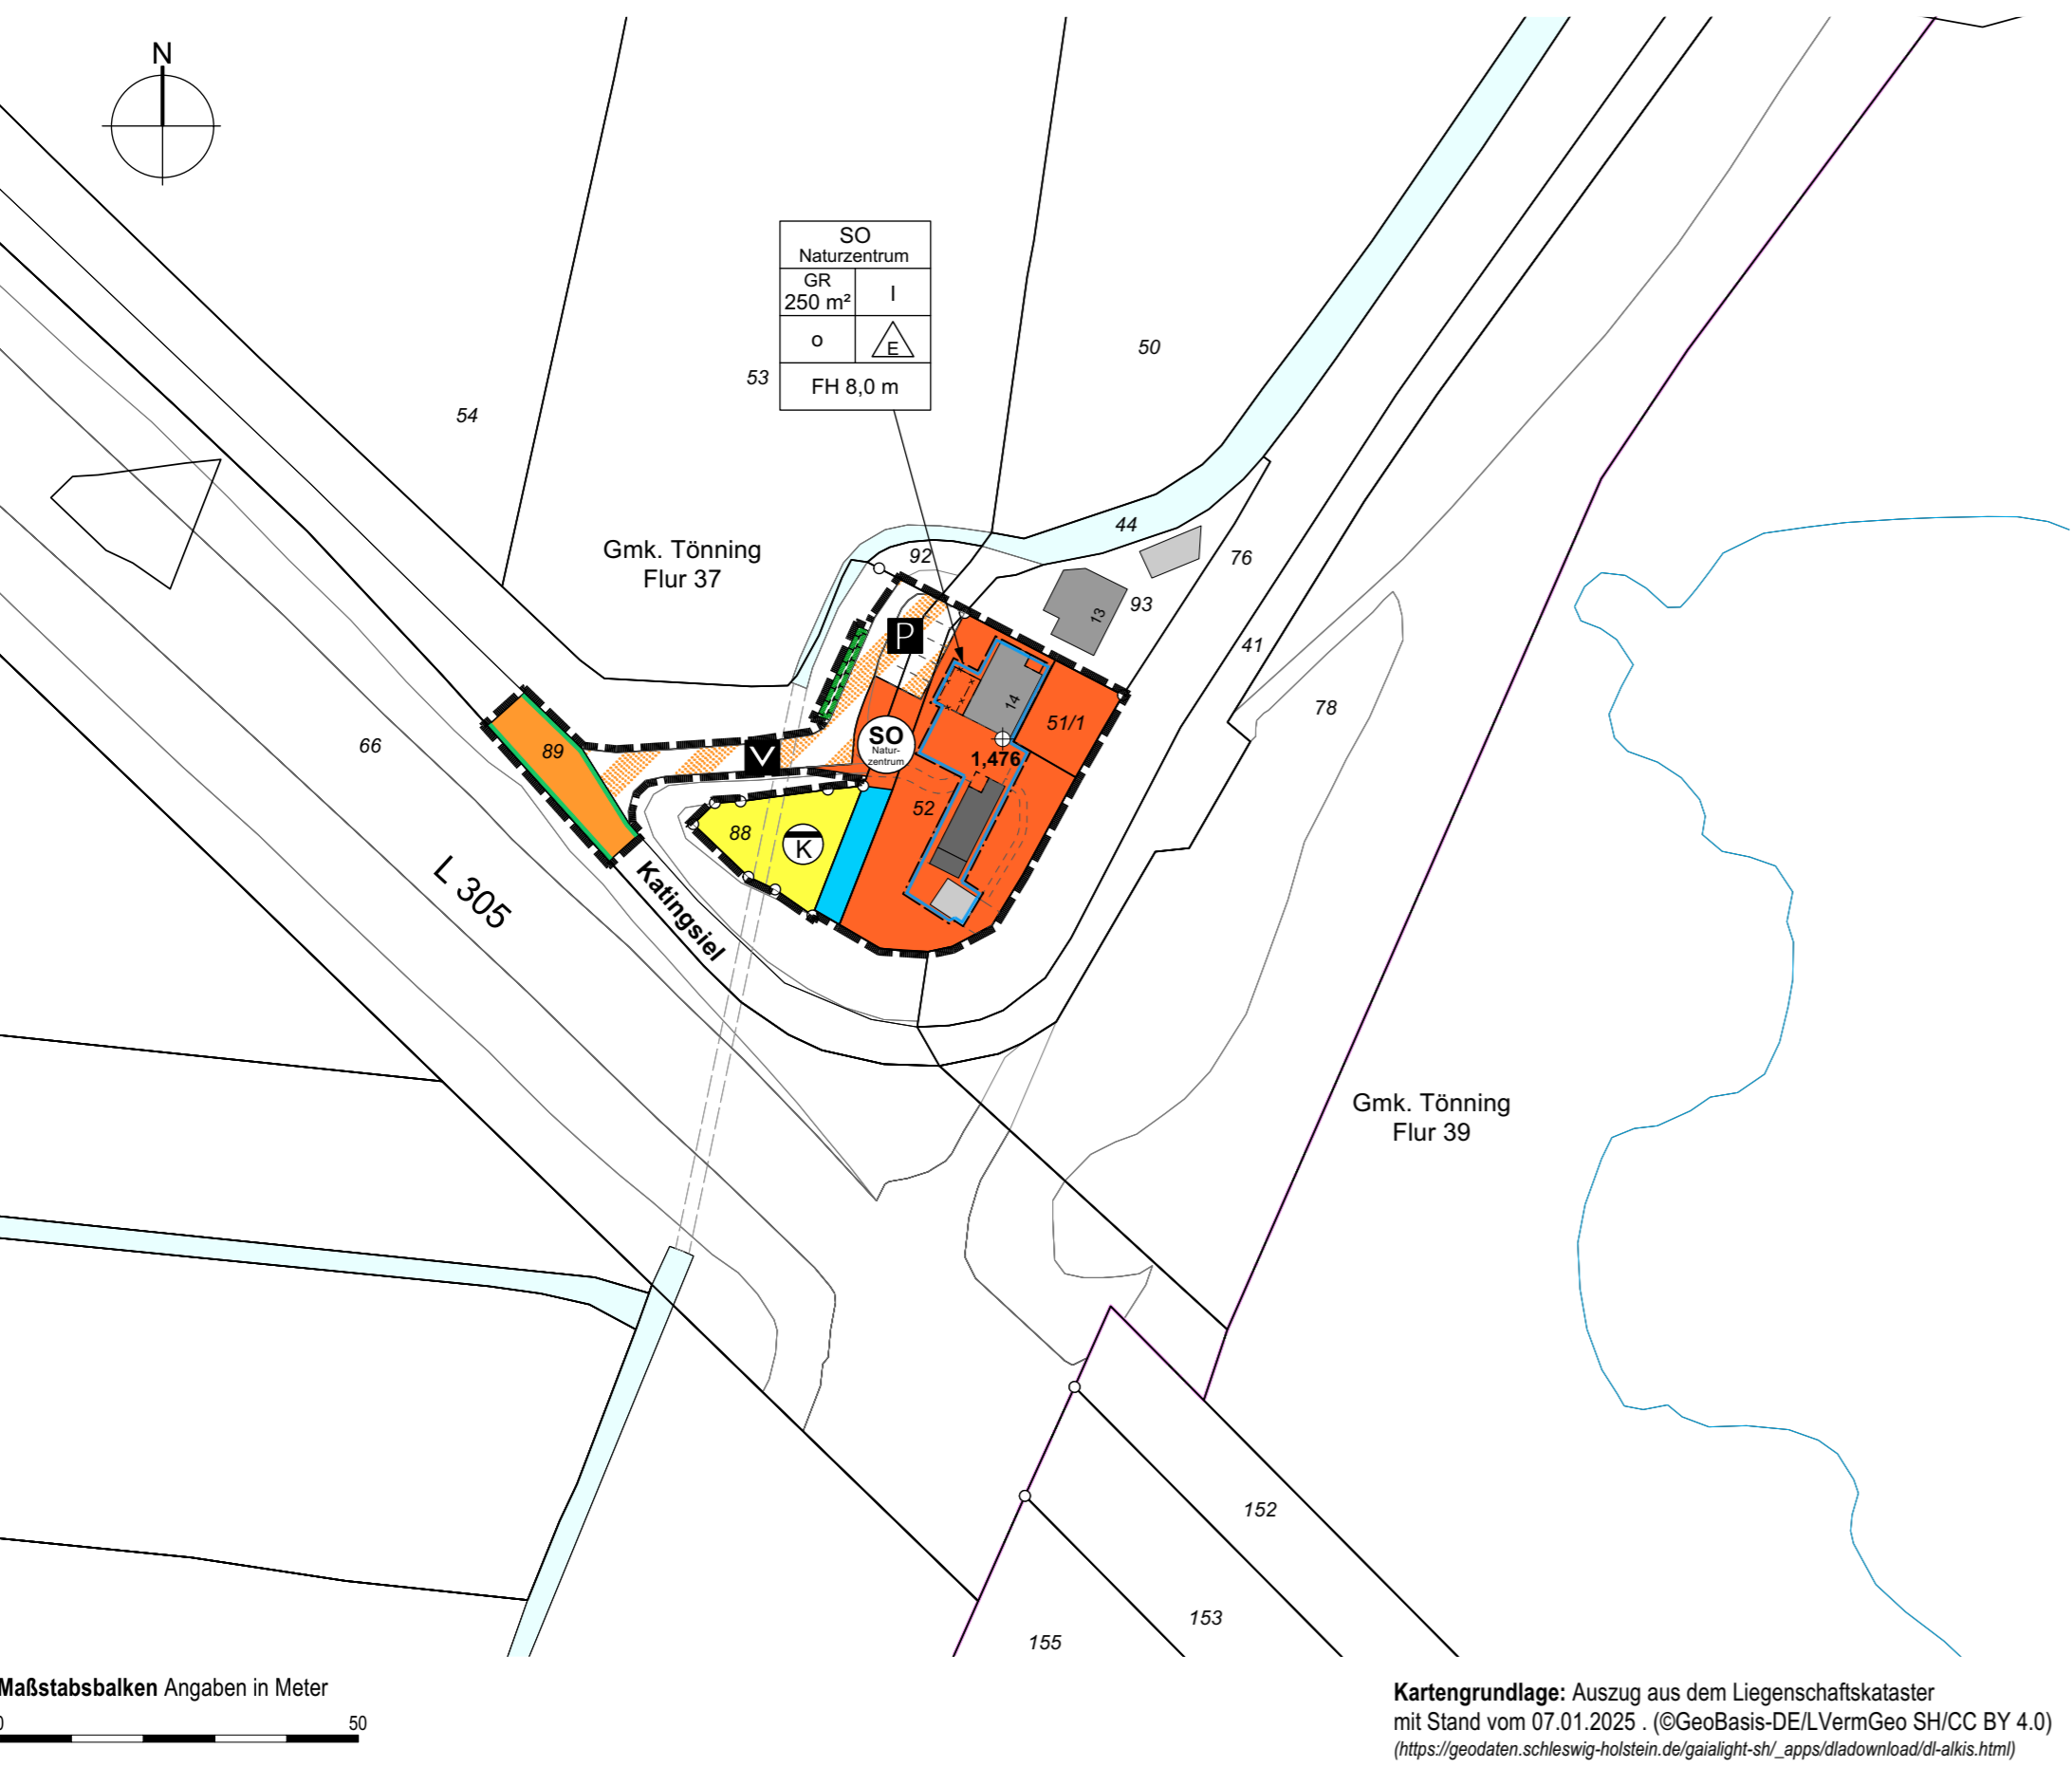 N
SO
Naturzentrum
GR
250 m²
I
o
E
FH 8,0 m
50
53
54
44
92
76
93
13
Gmk. Tönning
Flur 37
P
41
78
14
51/1
66
89
V
SO
Natur-
zentrum
1,476
52
88
K
L 305
Katingsiel
Gmk. Tönning
Flur 39
152
153
155
Maßstabsbalken Angaben in Meter
0 50
Kartengrundlage: Auszug aus dem Liegenschaftskataster
mit Stand vom 07.01.2025 . (©GeoBasis-DE/LVermGeo SH/CC BY 4.0)
(https://geodaten.schleswig-holstein.de/gaialight-sh/_apps/dladownload/dl-alkis.html)